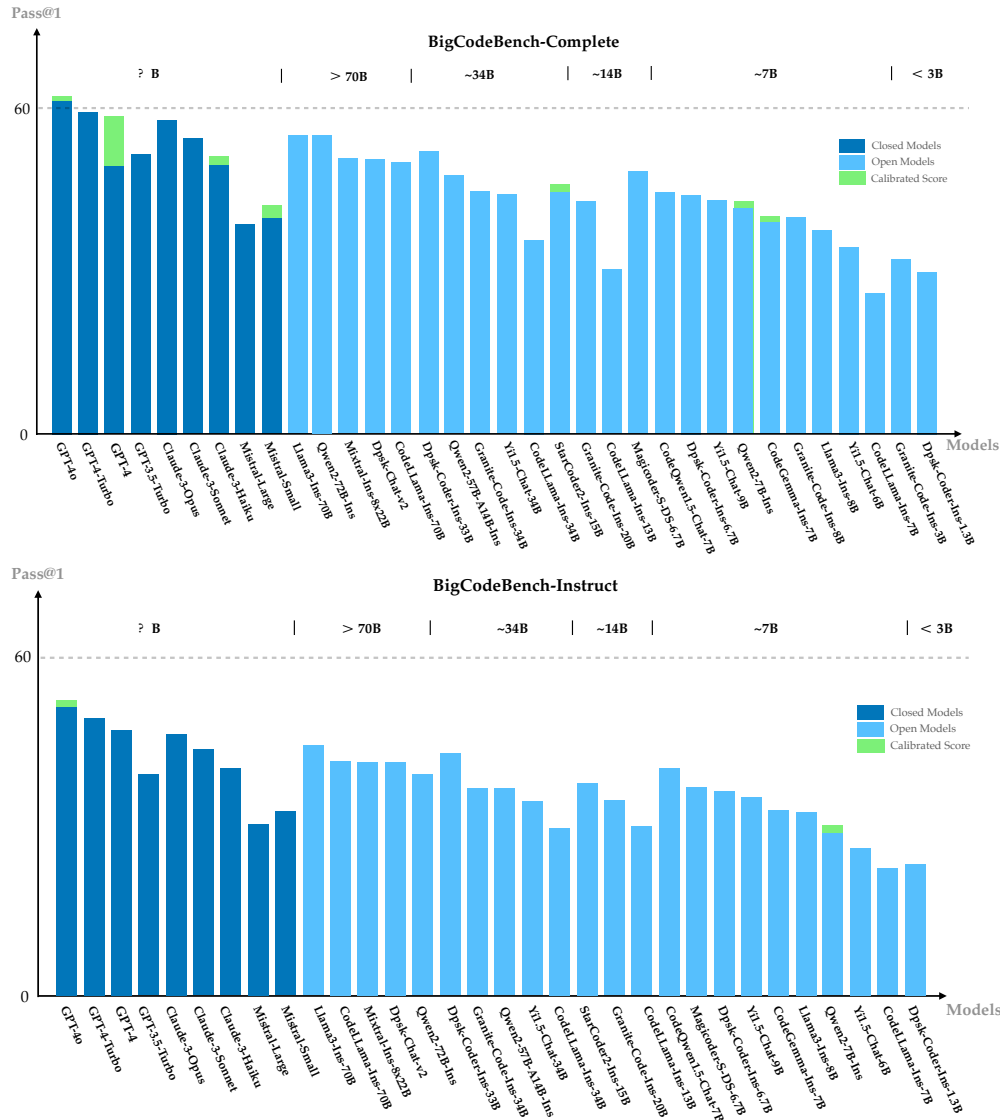 Pass@1
BigCodeBench-Complete
? B
> 70B
~34B
~14B
~7B
< 3B
60
Closed Models
Open Models
Calibrated Score
0
Models
GPT-4o
GPT-4-Turbo
GPT-4
GPT-3.5-Turbo
Claude-3-Opus
Claude-3-Sonnet
Claude-3-Haiku
Mistral-Large
Mistral-Small
Llama3-Ins-70B
Qwen2-72B-Ins
Mixtral-Ins-8x22B
Dpsk-Chat-v2
CodeLLama-Ins-70B
Dpsk-Coder-Ins-33B
Qwen2-57B-A14B-Ins
Granite-Code-Ins-34B
Yi1.5-Chat-34B
CodeLLama-Ins-34B
StarCoder2-Ins-15B
Granite-Code-Ins-20B
CodeLLama-Ins-13B
Magicoder-S-DS-6.7B
CodeQwen1.5-Chat-7B
Dpsk-Coder-Ins-6.7B
Yi1.5-Chat-9B
Qwen2-7B-Ins
CodeGemma-Ins-7B
Granite-Code-Ins-8B
Llama3-Ins-8B
Yi1.5-Chat-6B
CodeLLama-Ins-7B
Granite-Code-Ins-3B
Dpsk-Coder-Ins-1.3B
Pass@1
BigCodeBench-Instruct
? B
> 70B
~34B
~14B
~7B
< 3B
60
Closed Models
Open Models
Calibrated Score
0
Models
GPT-4o
GPT-4-Turbo
GPT-4
GPT-3.5-Turbo
Claude-3-Opus
Claude-3-Sonnet
Claude-3-Haiku
Mistral-Large
Mistral-Small
Llama3-Ins-70B
CodeLLama-Ins-70B
Mixtral-Ins-8x22B
Dpsk-Chat-v2
Qwen2-72B-Ins
Dpsk-Coder-Ins-33B
Granite-Code-Ins-34B
Qwen2-57B-A14B-Ins
Yi1.5-Chat-34B
CodeLLama-Ins-34B
StarCoder2-Ins-15B
Granite-Code-Ins-20B
CodeLLama-Ins-13B
CodeQwen1.5-Chat-7B
Magicoder-S-DS-6.7B
Dpsk-Coder-Ins-6.7B
Yi1.5-Chat-9B
CodeGemma-Ins-7B
Llama3-Ins-8B
Qwen2-7B-Ins
Yi1.5-Chat-6B
CodeLLama-Ins-7B
Dpsk-Coder-Ins-1.3B